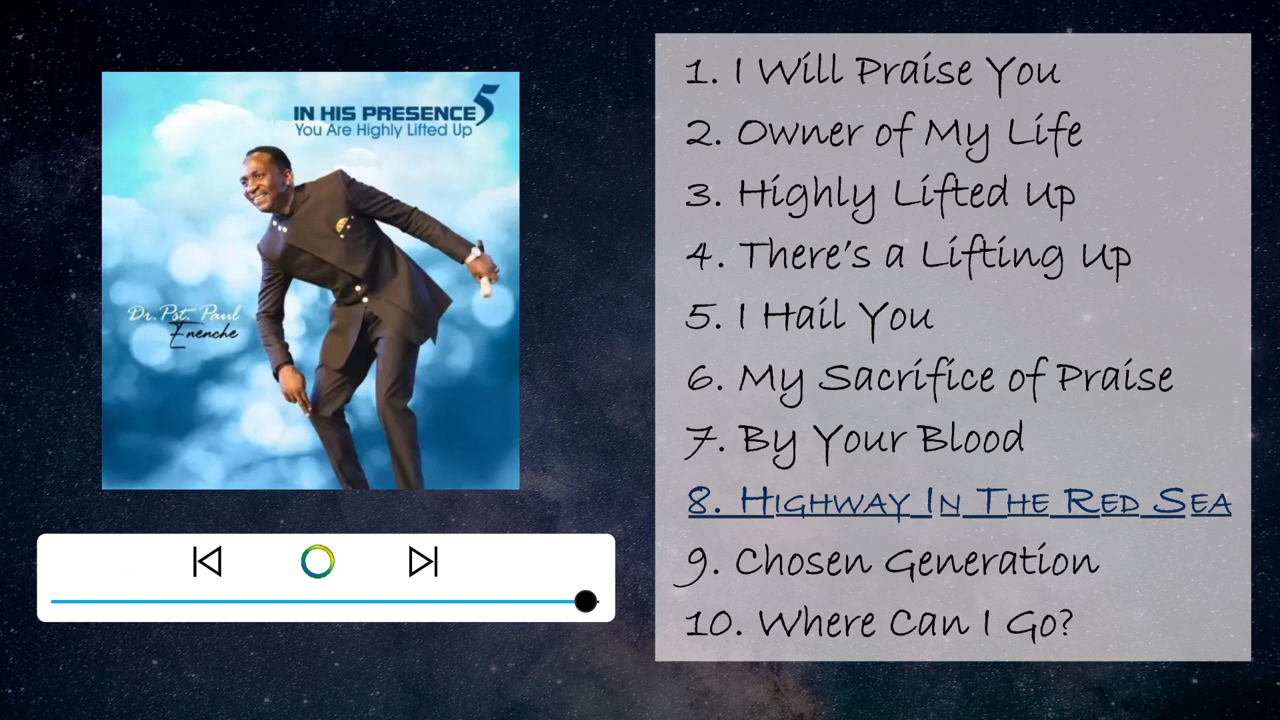 IN HIS PRESENCE 5
You Are Highly Lifted Up
Dr. Pst. Paul
Enenche
1. I Will Praise You
2. Owner of My Life
3. Highly Lifted Up
4. There's a Lifting Up
5. I Hail You
6. My Sacrifice of Praise
7. By Your Blood
8. HIGHWAY IN THE RED SEA
9. Chosen Generation
10. Where Can I Go?